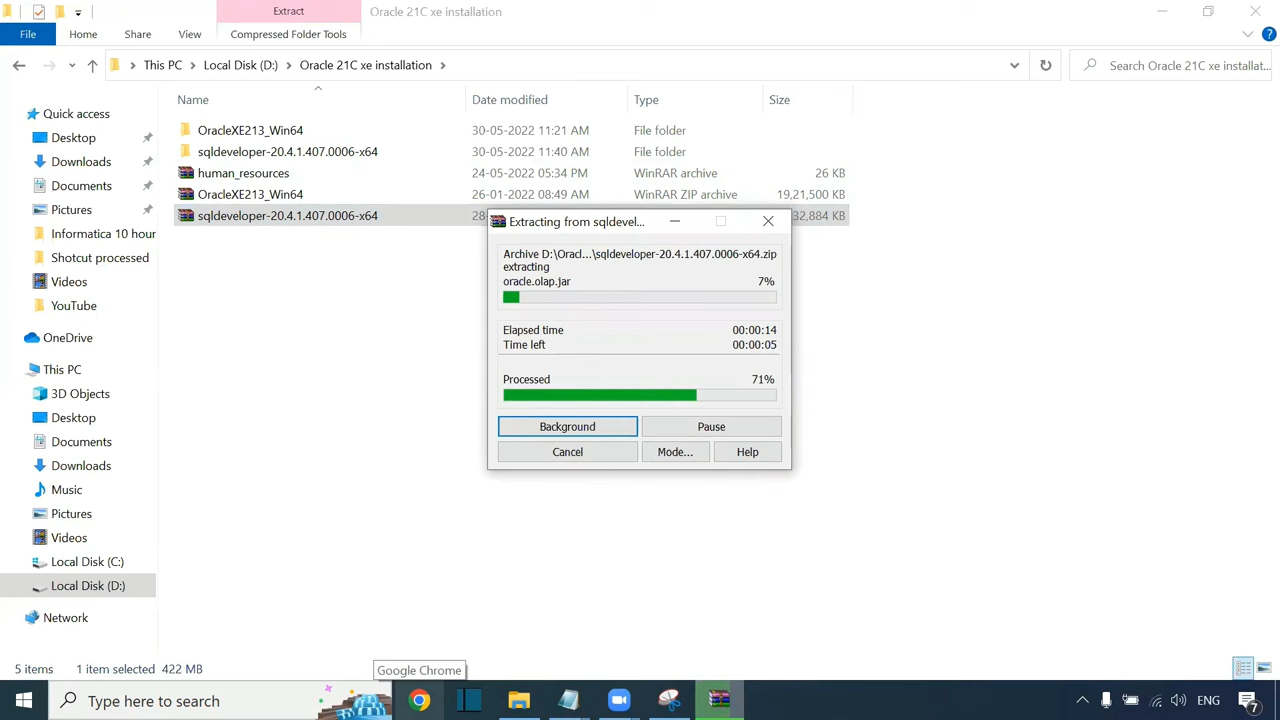 Extract
Oracle 21C xe installation
File
Home
Share
View
Compressed Folder Tools
?
This PC
Local Disk (D:)
Oracle 21C xe installation
Search Oracle 21C xe installat...
Name
Date modified
Type
Size
Quick access
Desktop
Downloads
Documents
Pictures
Informatica 10 hour
Shotcut processed
Videos
YouTube
OneDrive
This PC
3D Objects
Desktop
Documents
Downloads
Music
Pictures
Videos
Local Disk (C:)
Local Disk (D:)
Network
OracleXE213_Win64
30-05-2022 11:21 AM
File folder
sqldeveloper-20.4.1.407.0006-x64
30-05-2022 11:40 AM
File folder
human_resources
24-05-2022 05:34 PM
WinRAR archive
26 KB
OracleXE213_Win64
26-01-2022 08:49 AM
WinRAR ZIP archive
19,21,500 KB
sqldeveloper-20.4.1.407.0006-x64
28-
32,884 KB
Extracting from sqldevel...
Archive D:\Oracl...\sqldeveloper-20.4.1.407.0006-x64.zip
extracting
oracle.olap.jar
7%
Elapsed time
00:00:14
Time left
00:00:05
Processed
71%
Background
Pause
Cancel
Mode...
Help
5 items
1 item selected
422 MB
Google Chrome
Type here to search
ENG
7